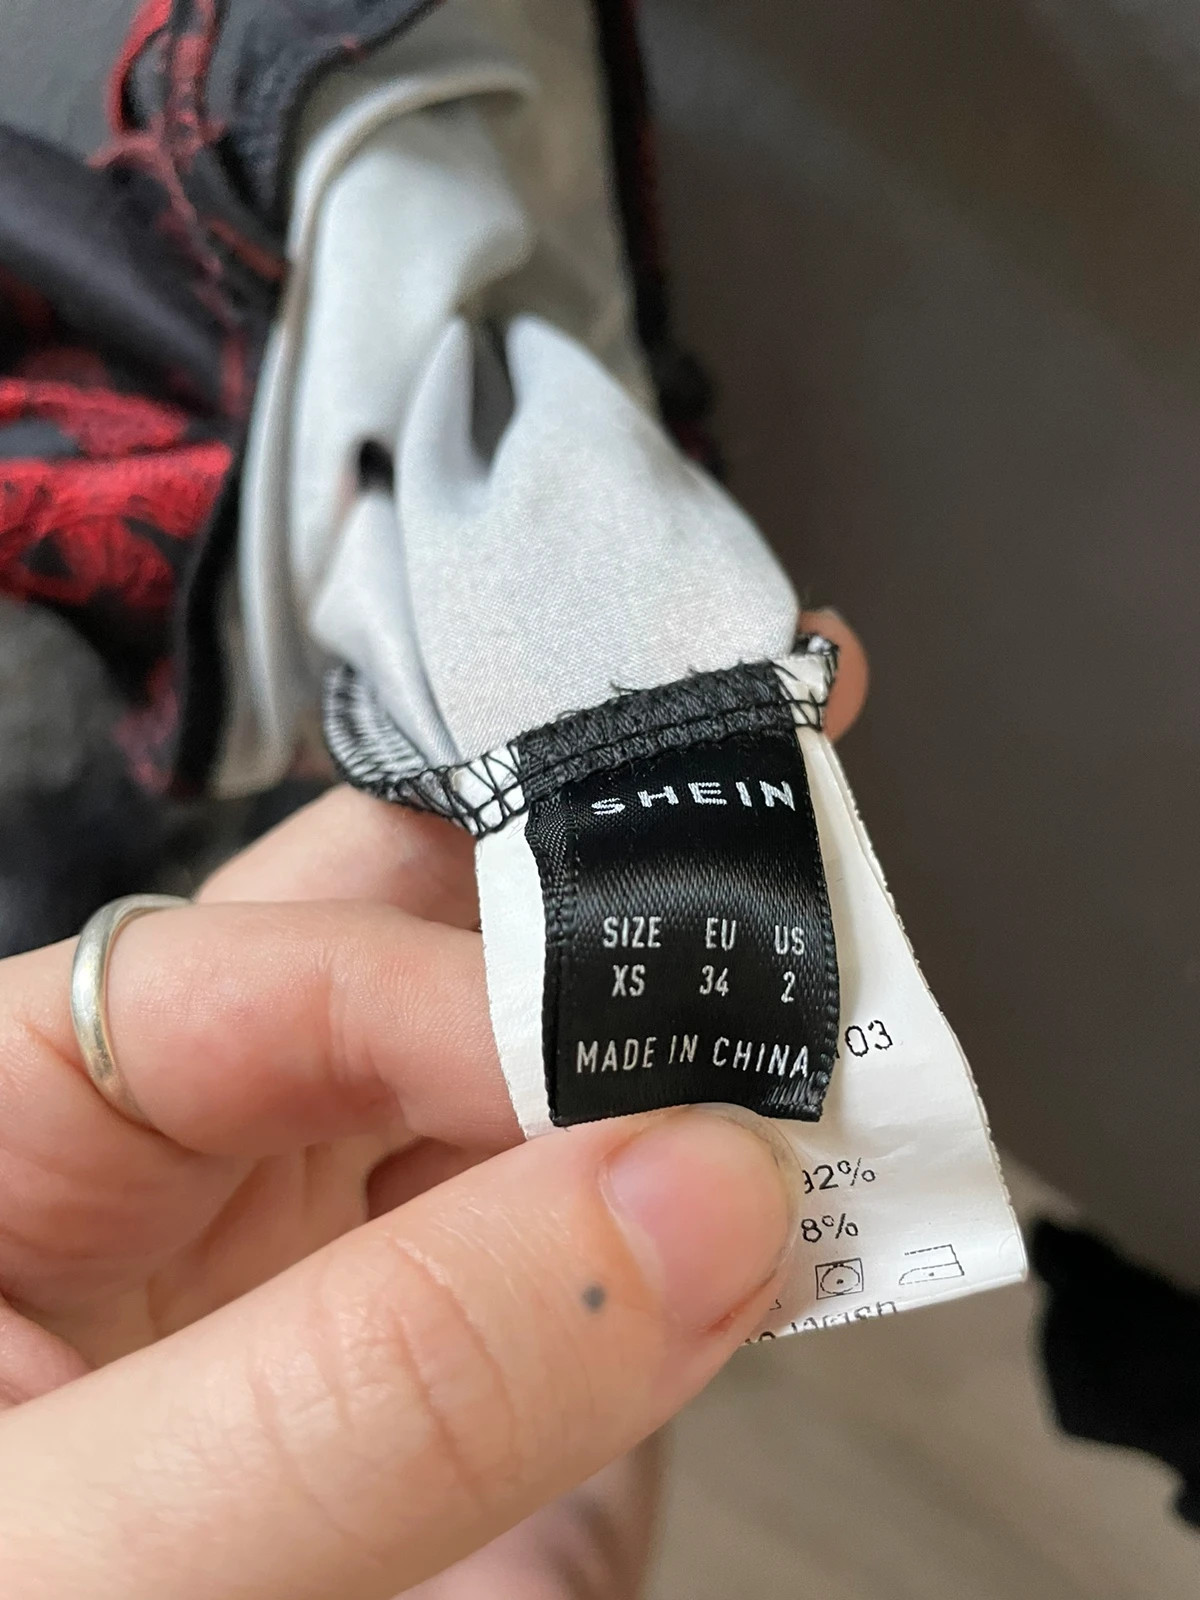 SHEIN
SIZE EU US
XS 34 2
MADE IN CHINA
03
92%
8%